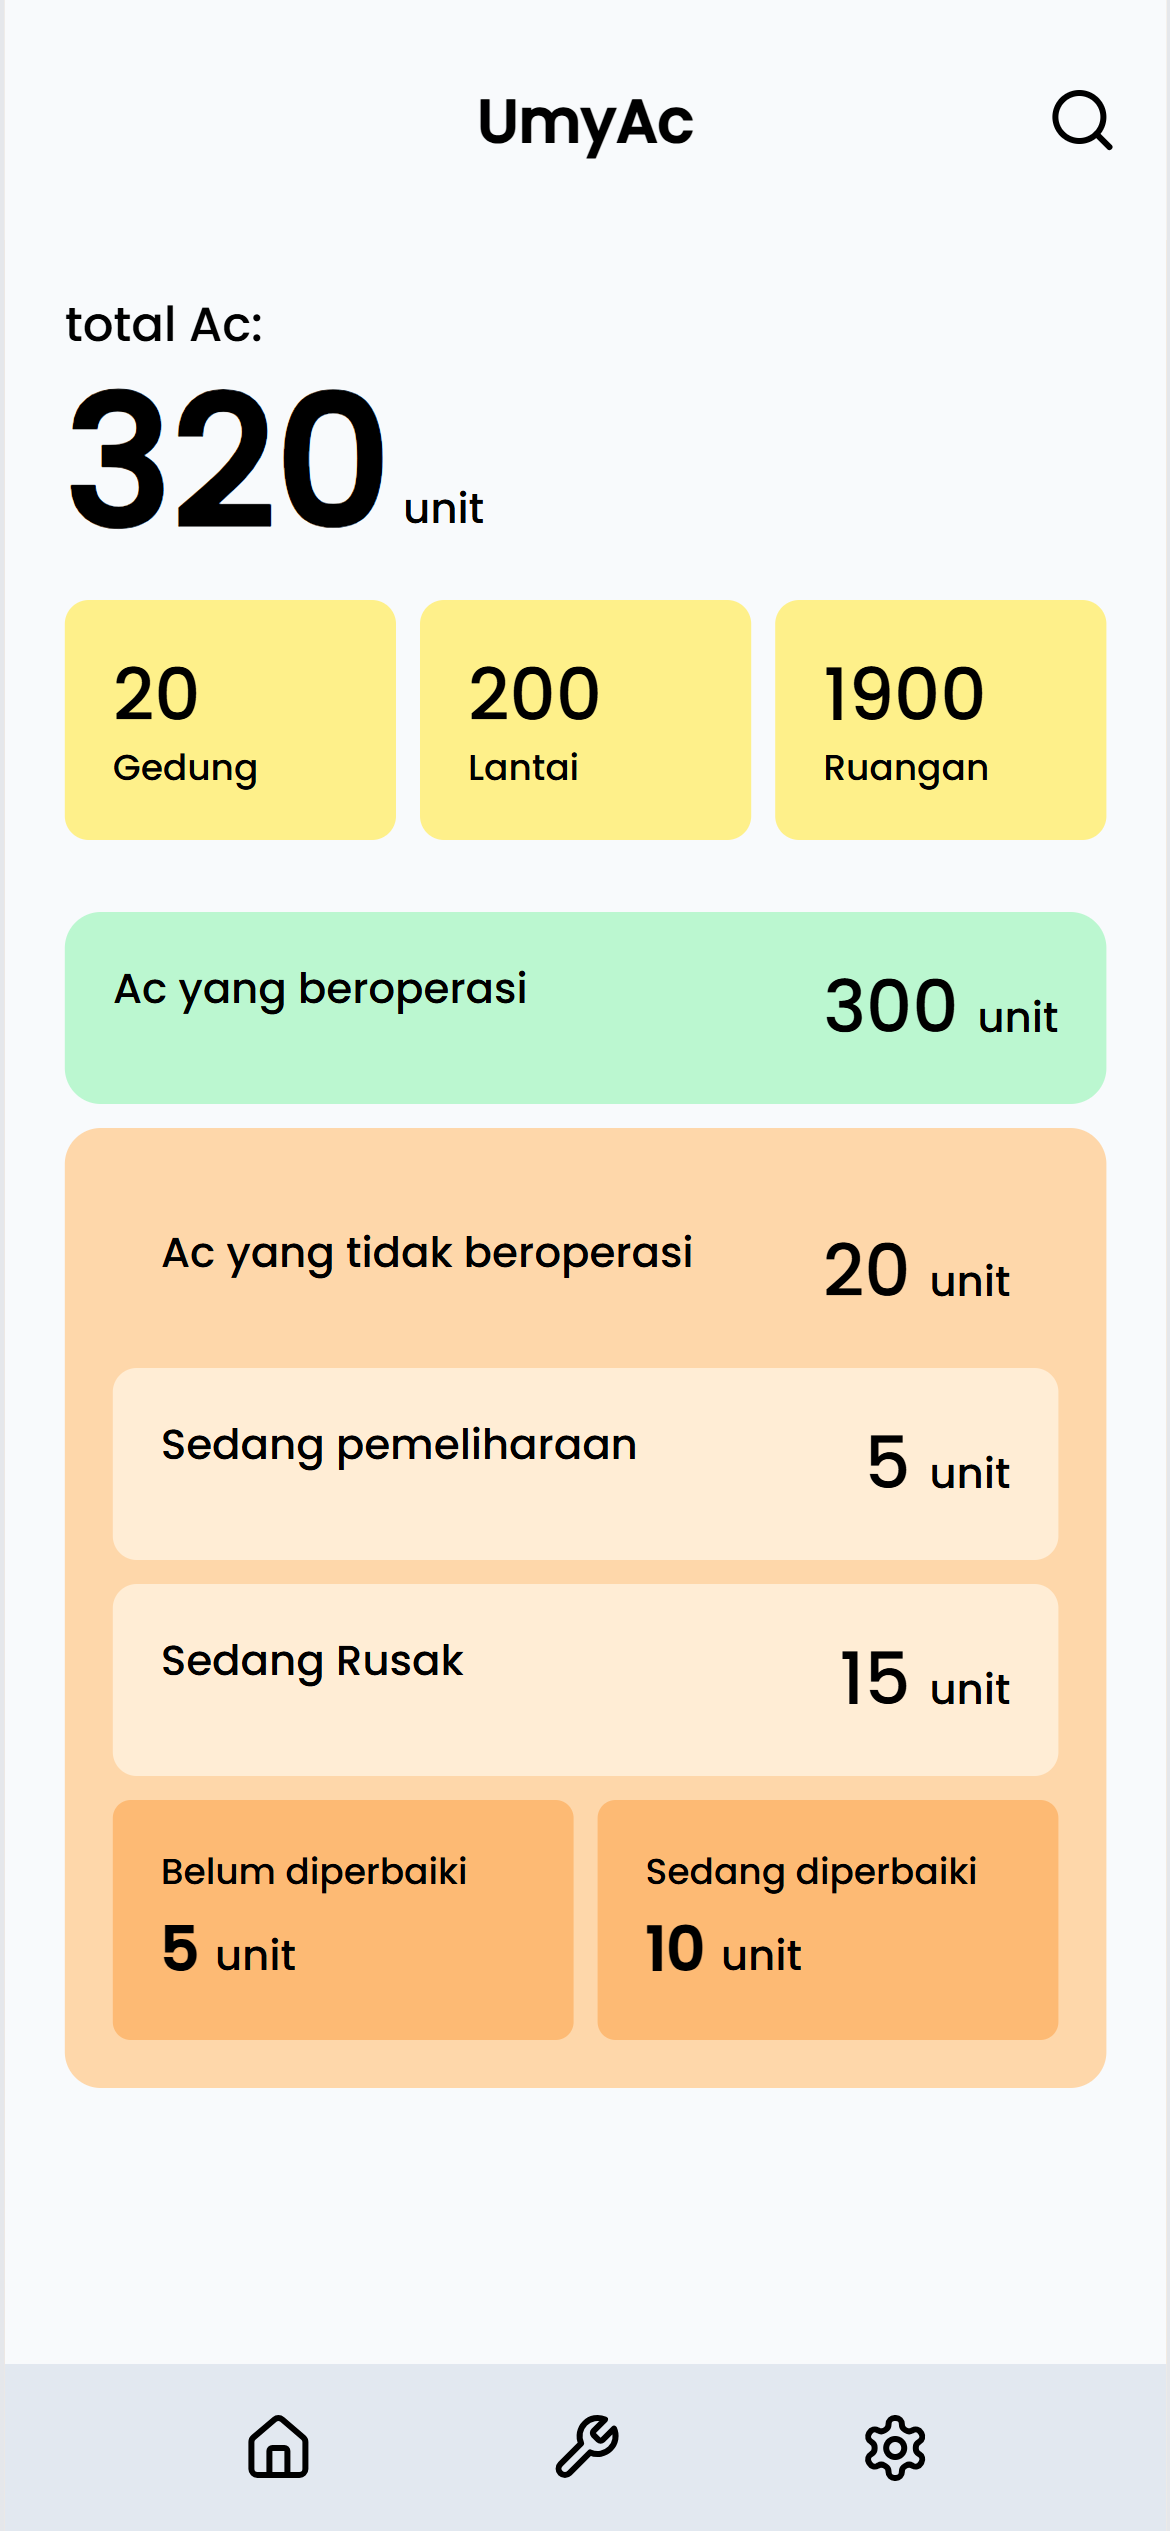 UmyAc
total Ac:
320 unit
20
Gedung
200
Lantai
1900
Ruangan
Ac yang beroperasi
300 unit
Ac yang tidak beroperasi
20 unit
Sedang pemeliharaan
5 unit
Sedang Rusak
15 unit
Belum diperbaiki
5 unit
Sedang diperbaiki
10 unit